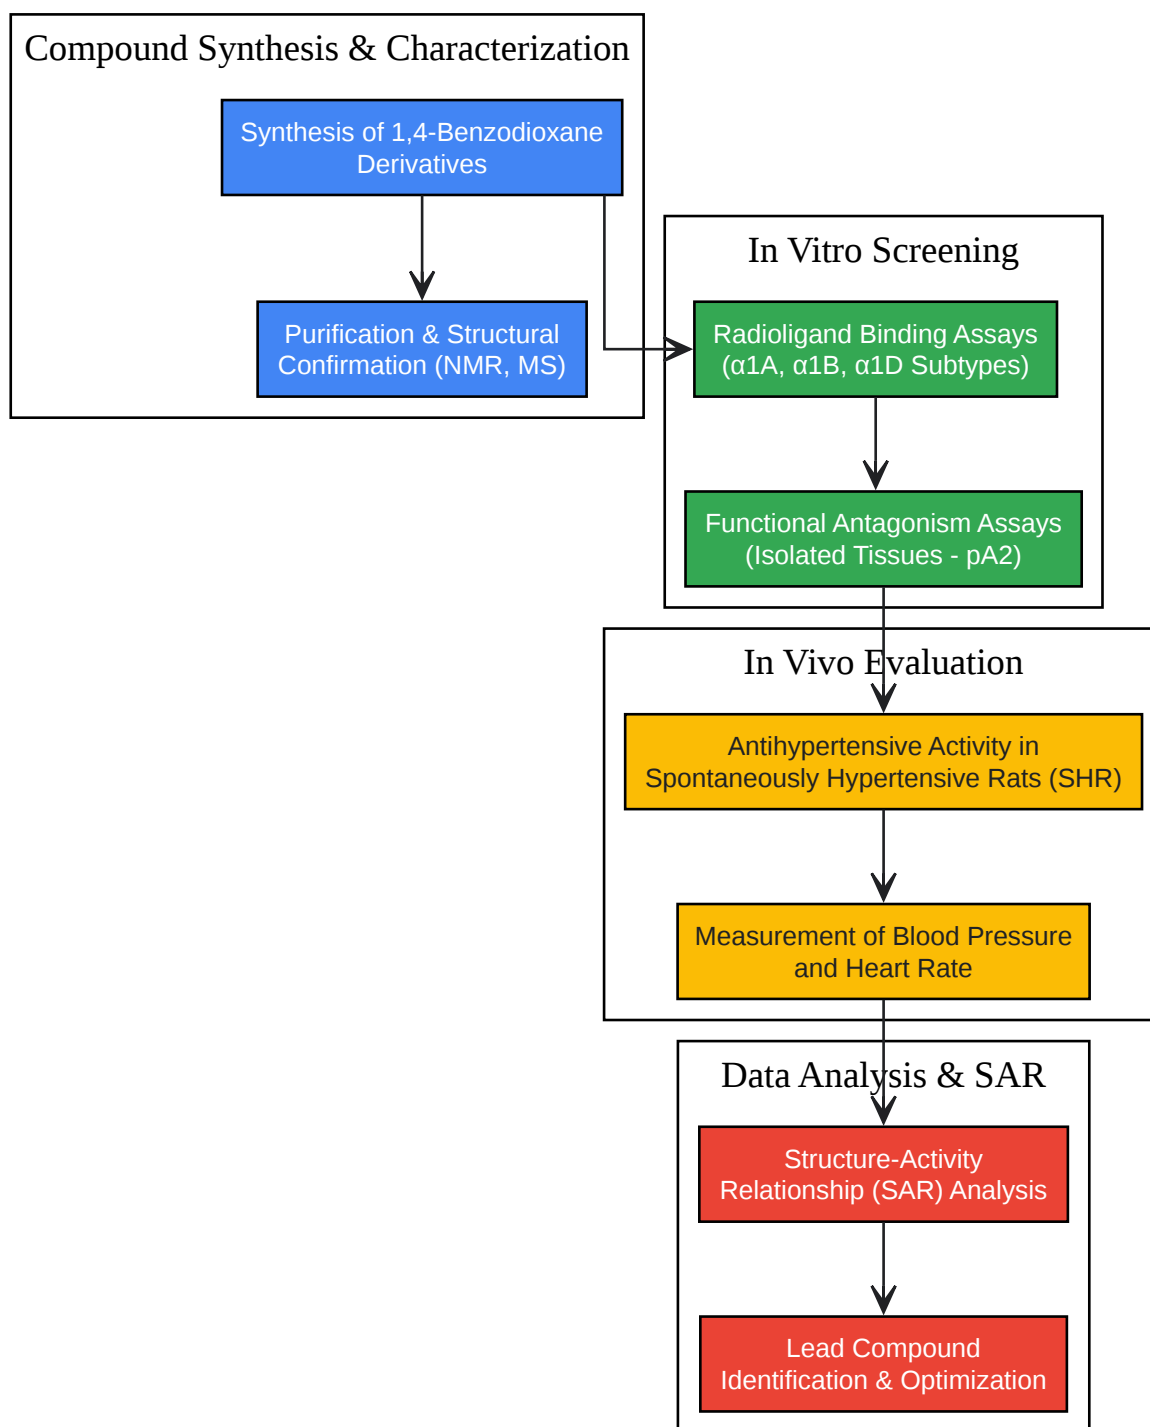 Compound Synthesis & Characterization
Synthesis of 1,4-Benzodioxane
Derivatives
Purification & Structural
Confirmation (NMR, MS)
In Vitro Screening
Radioligand Binding Assays
(α1A, α1B, α1D Subtypes)
Functional Antagonism Assays
(Isolated Tissues - pA2)
In Vivo Evaluation
Antihypertensive Activity in
Spontaneously Hypertensive Rats (SHR)
Measurement of Blood Pressure
and Heart Rate
Data Analysis & SAR
Structure-Activity
Relationship (SAR) Analysis
Lead Compound
Identification & Optimization